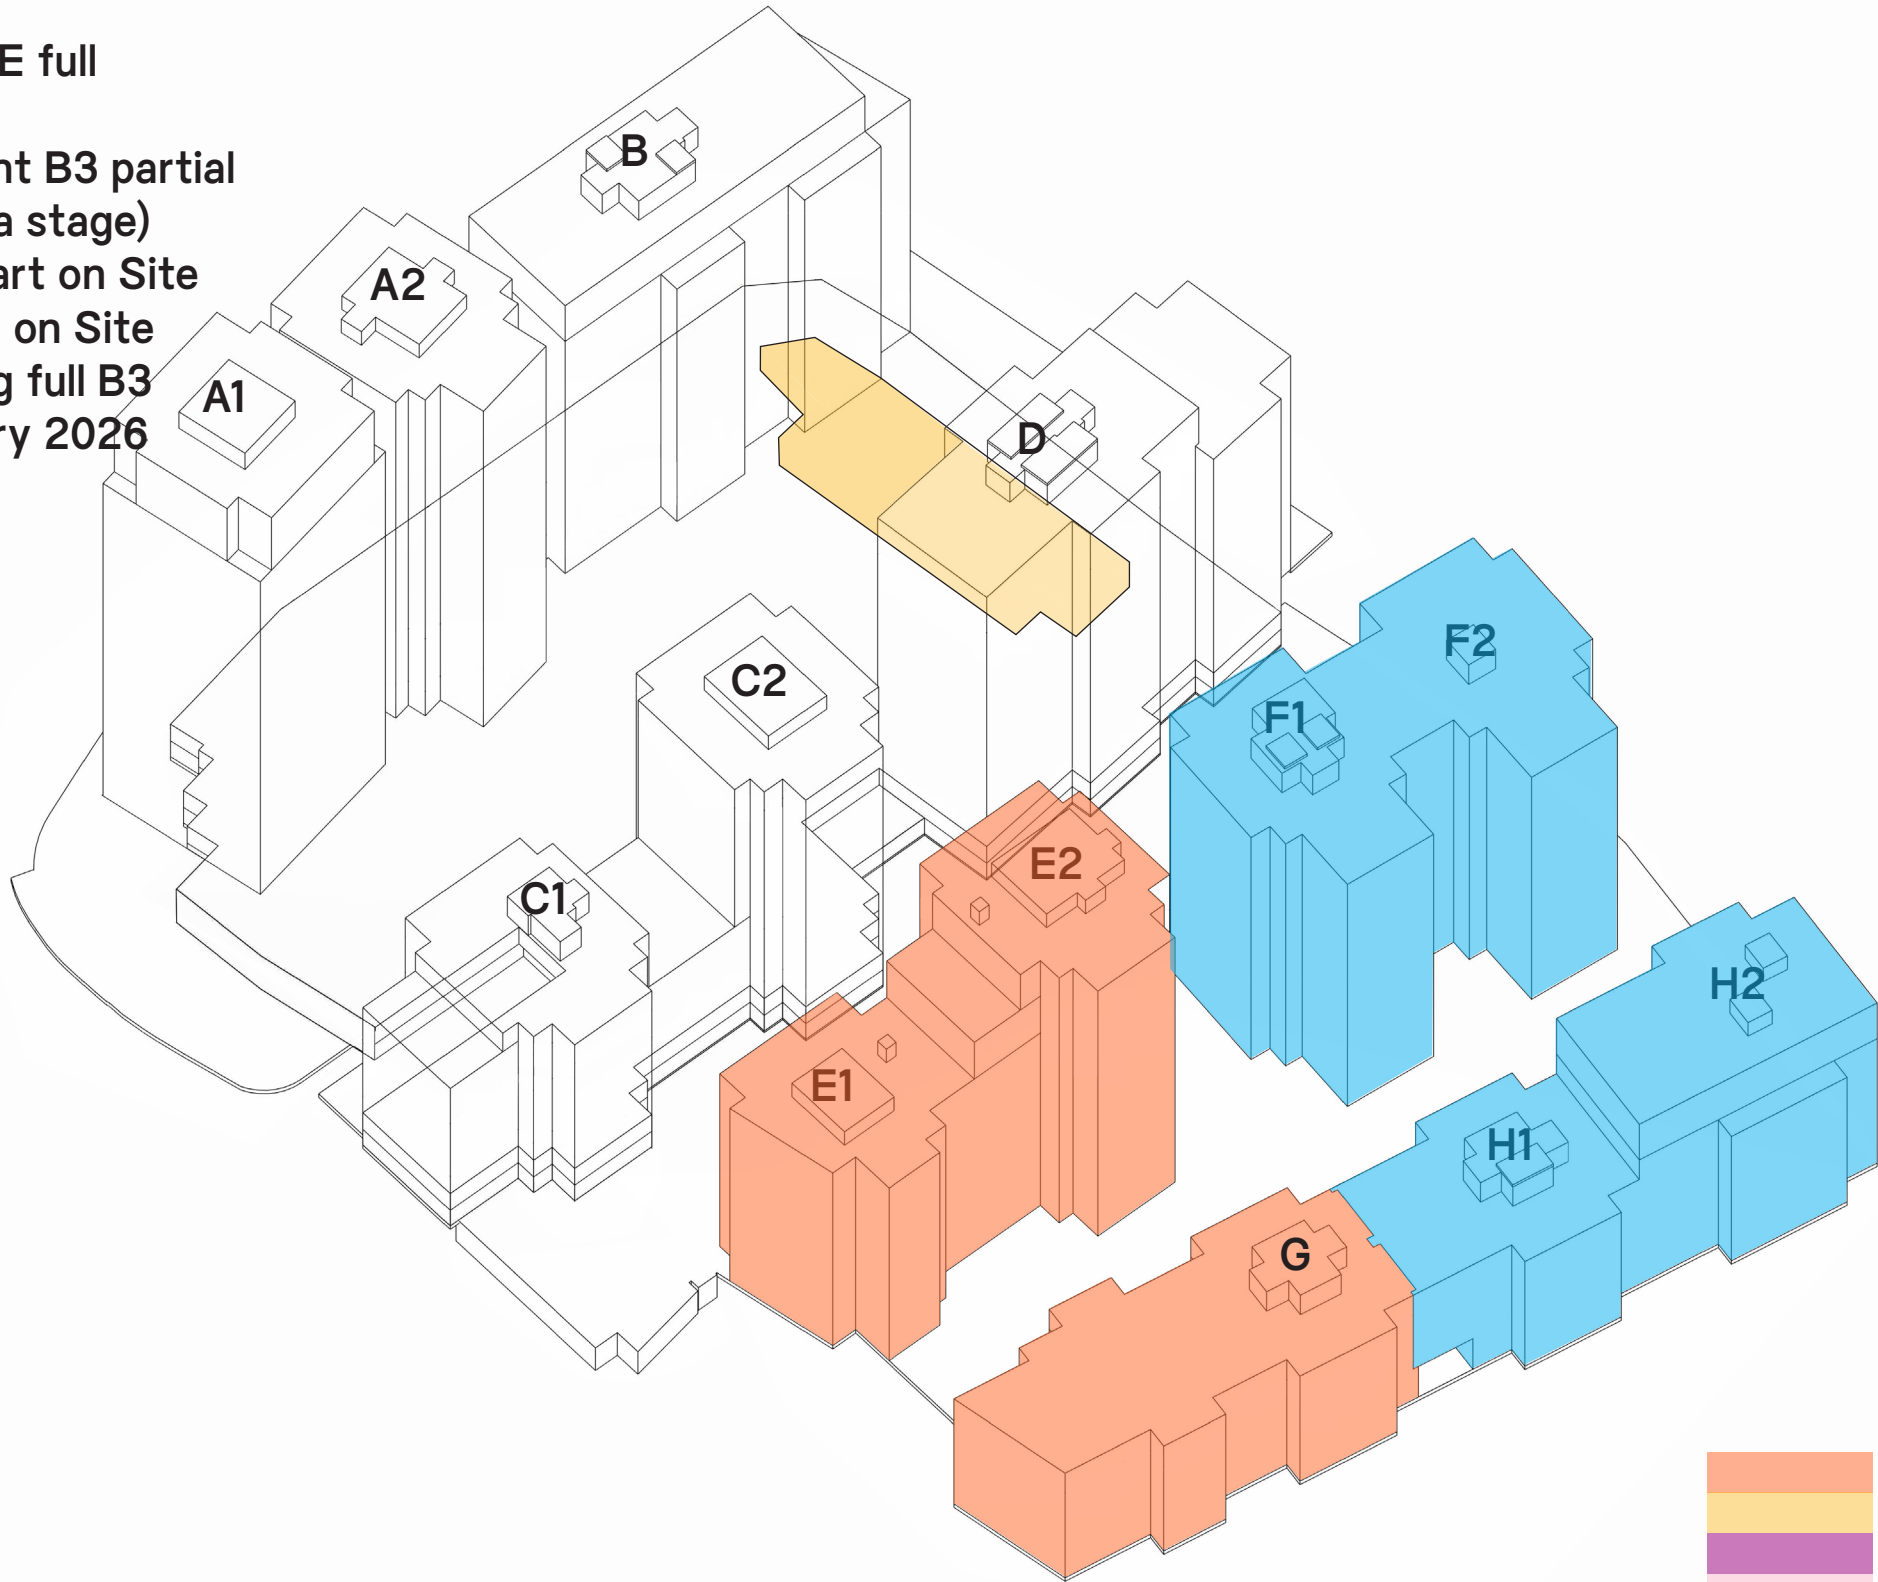 E full
nt B3 partial
a stage)
art on Site
on Site
g full B3
ry 2026
B
A2
A1
D
C2
F2
F1
E2
C1
H2
E1
H1
G